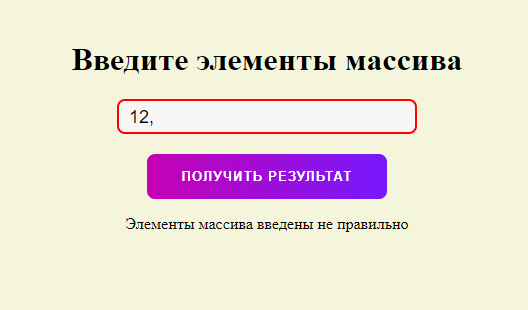 Введите элементы массива
12,
ПОЛУЧИТЬ РЕЗУЛЬТАТ
Элементы массива введены не правильно